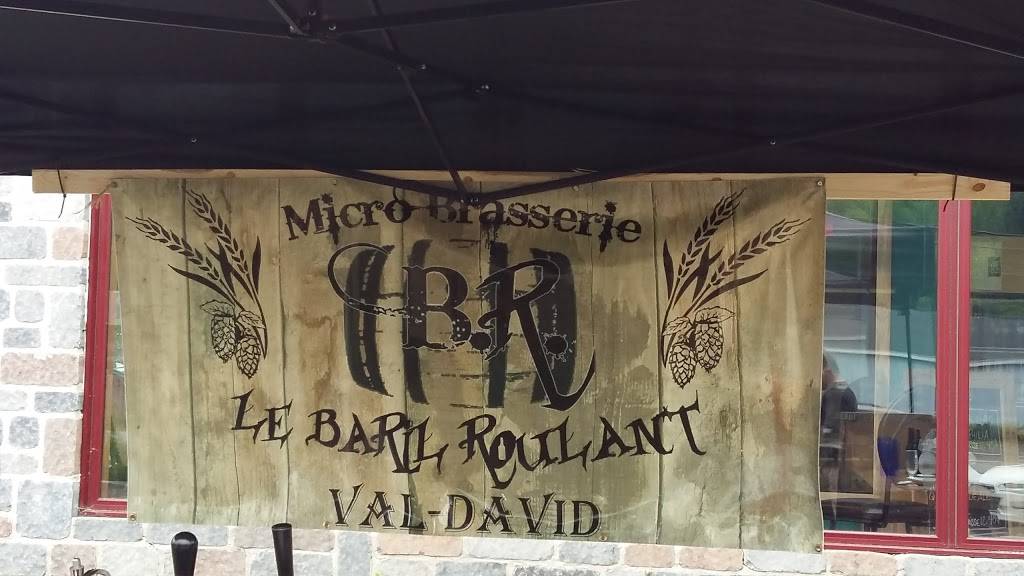 Micro Brasserie
B.R.
LE BARIL ROULANT
VAL-DAVID